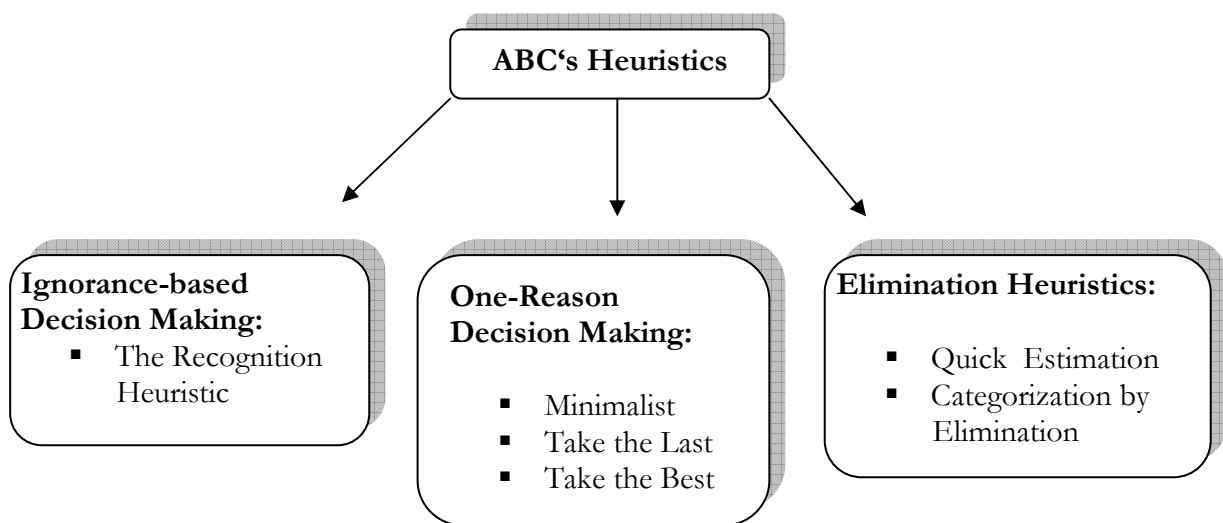 ABC‘s Heuristics
Ignorance-based
Decision Making:
▪ The Recognition
Heuristic
One-Reason
Decision Making:
▪ Minimalist
▪ Take the Last
▪ Take the Best
Elimination Heuristics:
▪ Quick Estimation
▪ Categorization by
Elimination